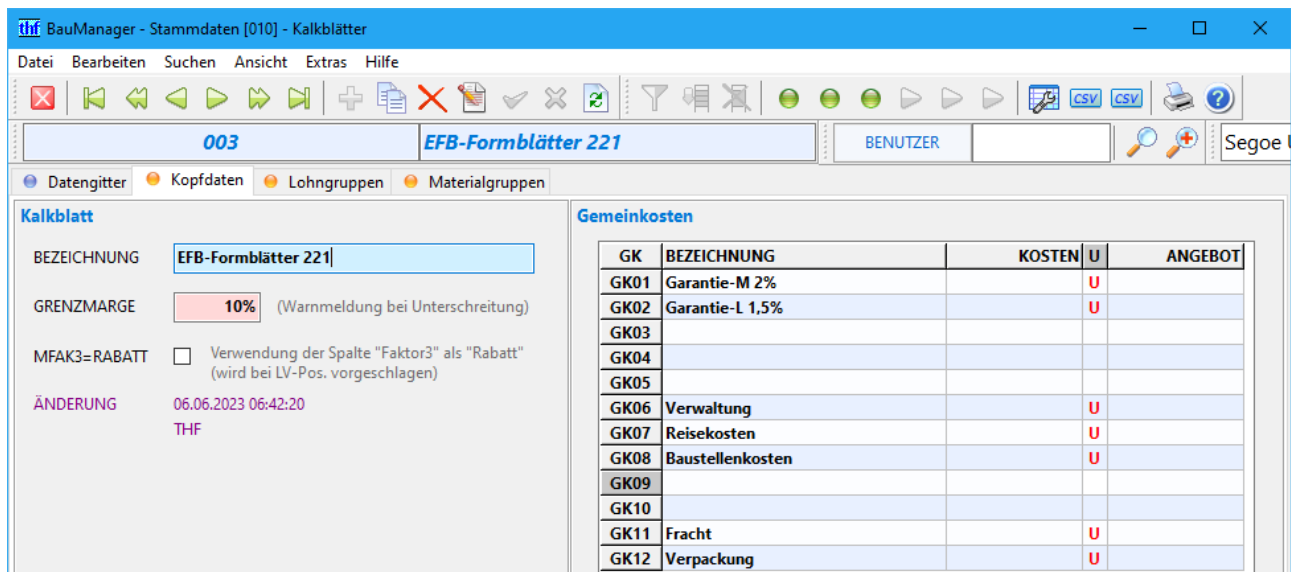 thf BauManager - Stammdaten [010] - Kalkblätter
Datei Bearbeiten Suchen Ansicht Extras Hilfe
CSV CSV
003 EFB-Formblätter 221 BENUTZER Segoe
Datengitter Kopfdaten Lohngruppen Materialgruppen
Kalkblatt
BEZEICHNUNG EFB-Formblätter 221
GRENZMARGE 10% (Warnmeldung bei Unterschreitung)
MFAK3=RABATT Verwendung der Spalte "Faktor3" als "Rabatt"
(wird bei LV-Pos. vorgeschlagen)
ÄNDERUNG 06.06.2023 06:42:20
THF
Gemeinkosten
GK BEZEICHNUNG KOSTEN U ANGEBOT
GK01 Garantie-M 2% U
GK02 Garantie-L 1,5% U
GK03
GK04
GK05
GK06 Verwaltung U
GK07 Reisekosten U
GK08 Baustellenkosten U
GK09
GK10
GK11 Fracht U
GK12 Verpackung U